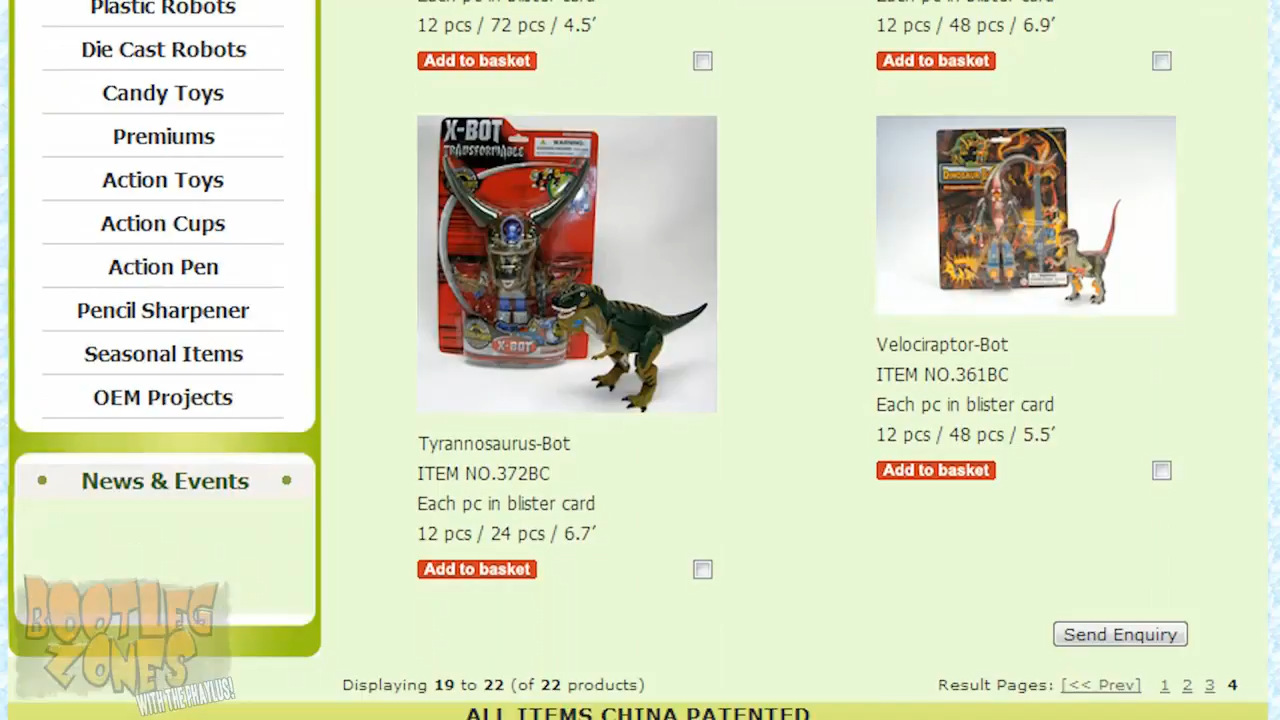 Plastic Robots
Die Cast Robots
Candy Toys
Premiums
Action Toys
Action Cups
Action Pen
Pencil Sharpener
Seasonal Items
OEM Projects
News & Events
BOOTLEG
ZONES
WITH THE PHAYLUS!
12 pcs / 72 pcs / 4.5′
Add to basket
12 pcs / 48 pcs / 6.9′
Add to basket
X-BOT
TRANSFORMABLE
WARNING:
X-BOT
Tyrannosaurus-Bot
ITEM NO.372BC
Each pc in blister card
12 pcs / 24 pcs / 6.7′
Add to basket
Velociraptor-Bot
ITEM NO.361BC
Each pc in blister card
12 pcs / 48 pcs / 5.5′
Add to basket
Send Enquiry
Displaying 19 to 22 (of 22 products)
Result Pages: [<< Prev] 1 2 3 4
ALL ITEMS CHINA PATENTED